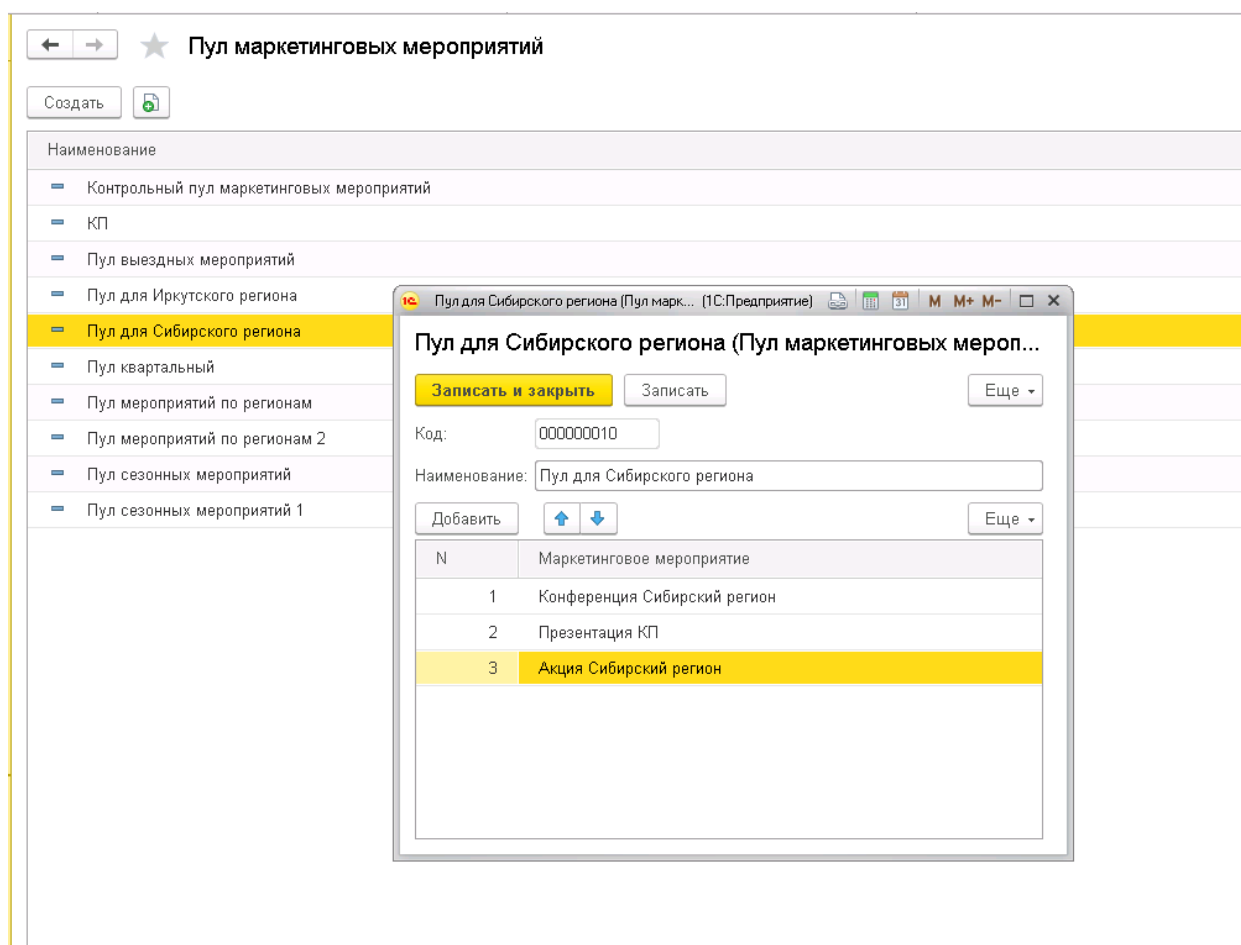 Пул маркетинговых мероприятий
Создать
Наименование
Контрольный пул маркетинговых мероприятий
КП
Пул выездных мероприятий
Пул для Иркутского региона
Пул для Сибирского региона
Пул квартальный
Пул мероприятий по регионам
Пул мероприятий по регионам 2
Пул сезонных мероприятий
Пул сезонных мероприятий 1
1С Пул для Сибирского региона (Пул марк... (1С:Предприятие) 31 M M+ M-
Пул для Сибирского региона (Пул маркетинговых мероп...
Записать и закрыть Записать Еще
Код: 000000010
Наименование: Пул для Сибирского региона
Добавить Еще
N Маркетинговое мероприятие
1 Конференция Сибирский регион
2 Презентация КП
3 Акция Сибирский регион